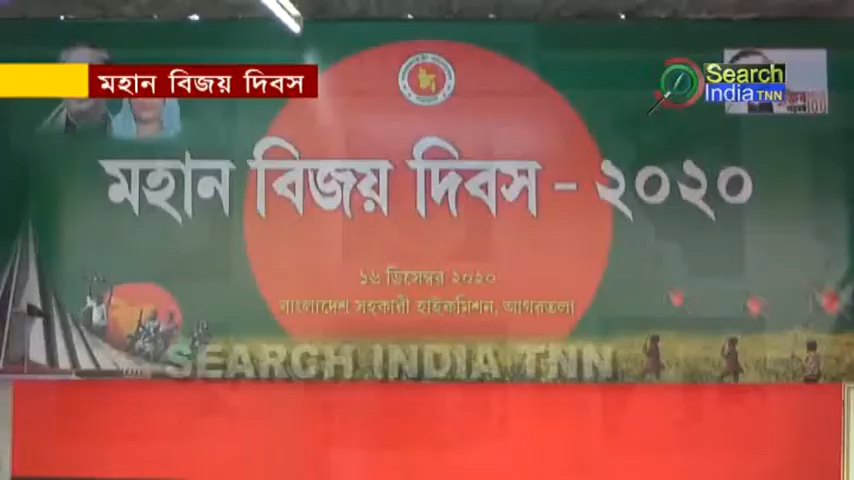 মহান বিজয় দিবস
Search
India TNN
মহান বিজয় দিবস - ২০২০
১৬ ডিসেম্বর ২০২০
বাংলাদেশ সহকারী হাইকমিশন, আগরতলা
SEARCH INDIA TNN